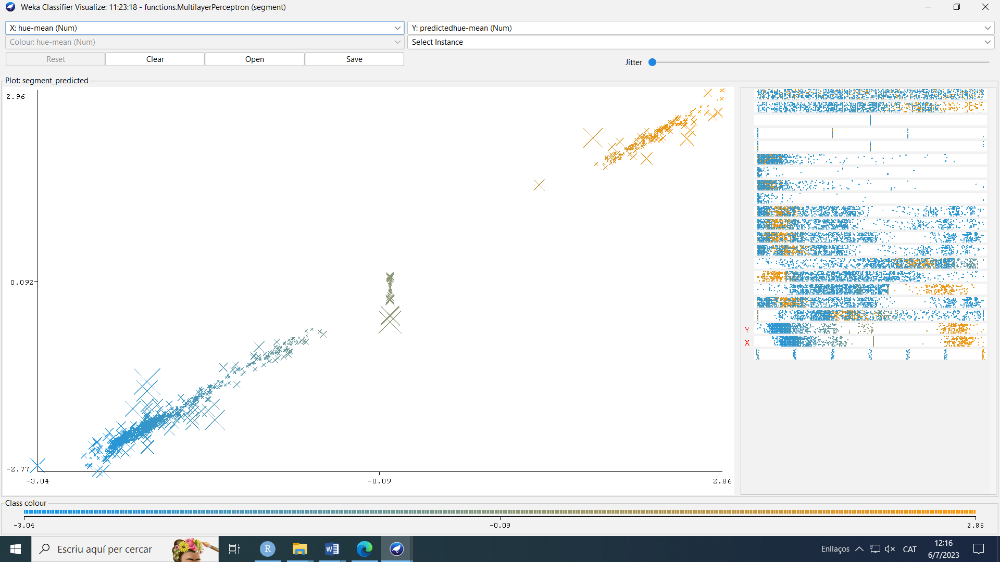 Weka Classifier Visualize: 11:23:18 - functions.MultilayerPerceptron (segment)
X: hue-mean (Num)
Y: predictedhue-mean (Num)
Colour: hue-mean (Num)
Select Instance
Reset
Clear
Open
Save
Jitter
Plot: segment_predicted
2.96
0.092
-2.77
-3.04
-0.09
2.86
Y
X
Class colour
-3.04
-0.09
2.86
Escriu aquí per cercar
R
W
Enllaços
CAT
12:16
6/7/2023